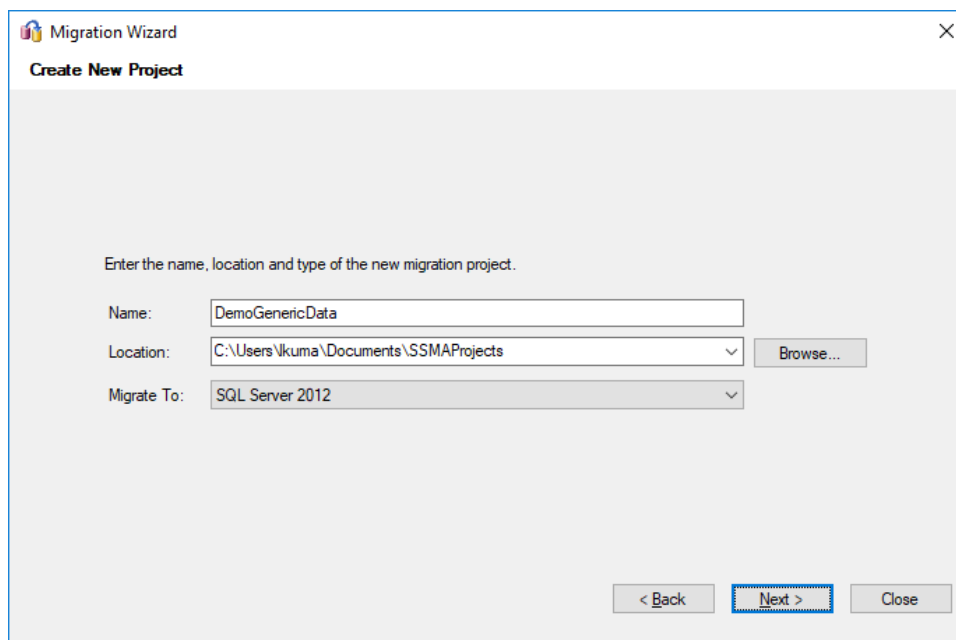 Migration Wizard
Create New Project
Enter the name, location and type of the new migration project.
Name: DemoGenericData
Location: C:\Users\lkuma\Documents\SSMAProjects Browse...
Migrate To: SQL Server 2012
< Back Next > Close